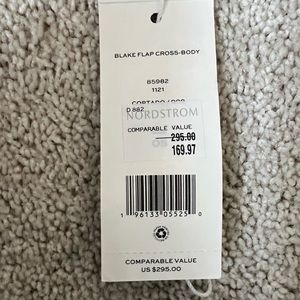 BLAKE FLAP CROSS-BODY
85982
1121
CORTADO / 200
D 882
NORDSTROM
COMPARABLE VALUE
295.00
169.97
1 96133 05525 0
COMPARABLE VALUE
US $295.00